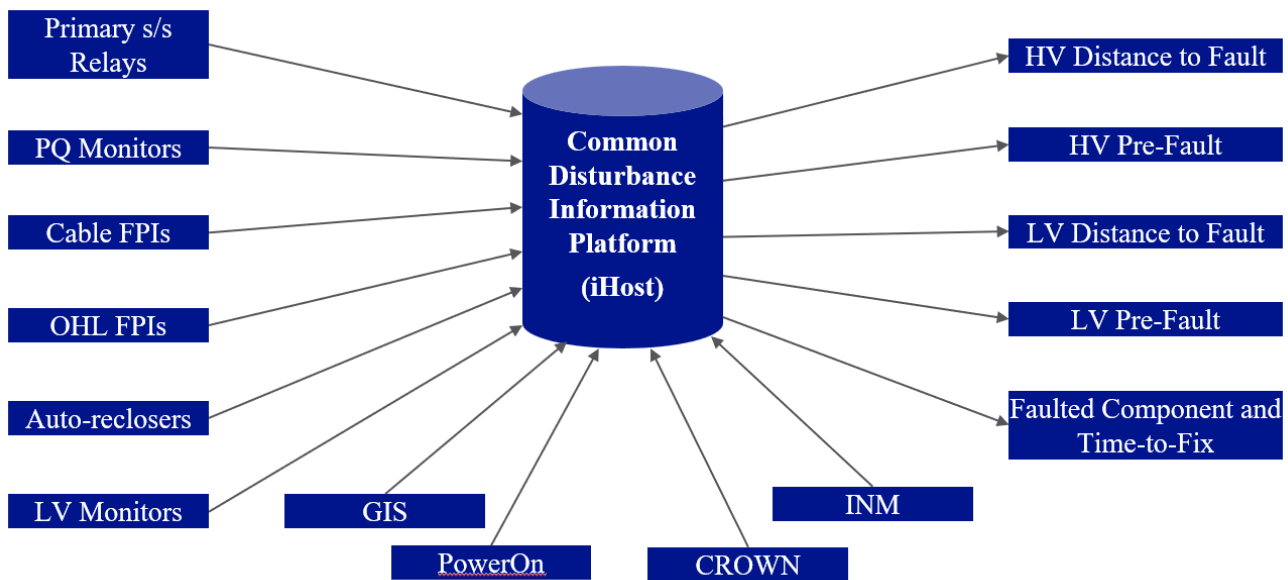 Primary s/s
Relays
PQ Monitors
Cable FPIs
OHL FPIs
Auto-reclosers
LV Monitors
GIS
PowerOn
CROWN
INM
Common
Disturbance
Information
Platform
(iHost)
HV Distance to Fault
HV Pre-Fault
LV Distance to Fault
LV Pre-Fault
Faulted Component and
Time-to-Fix